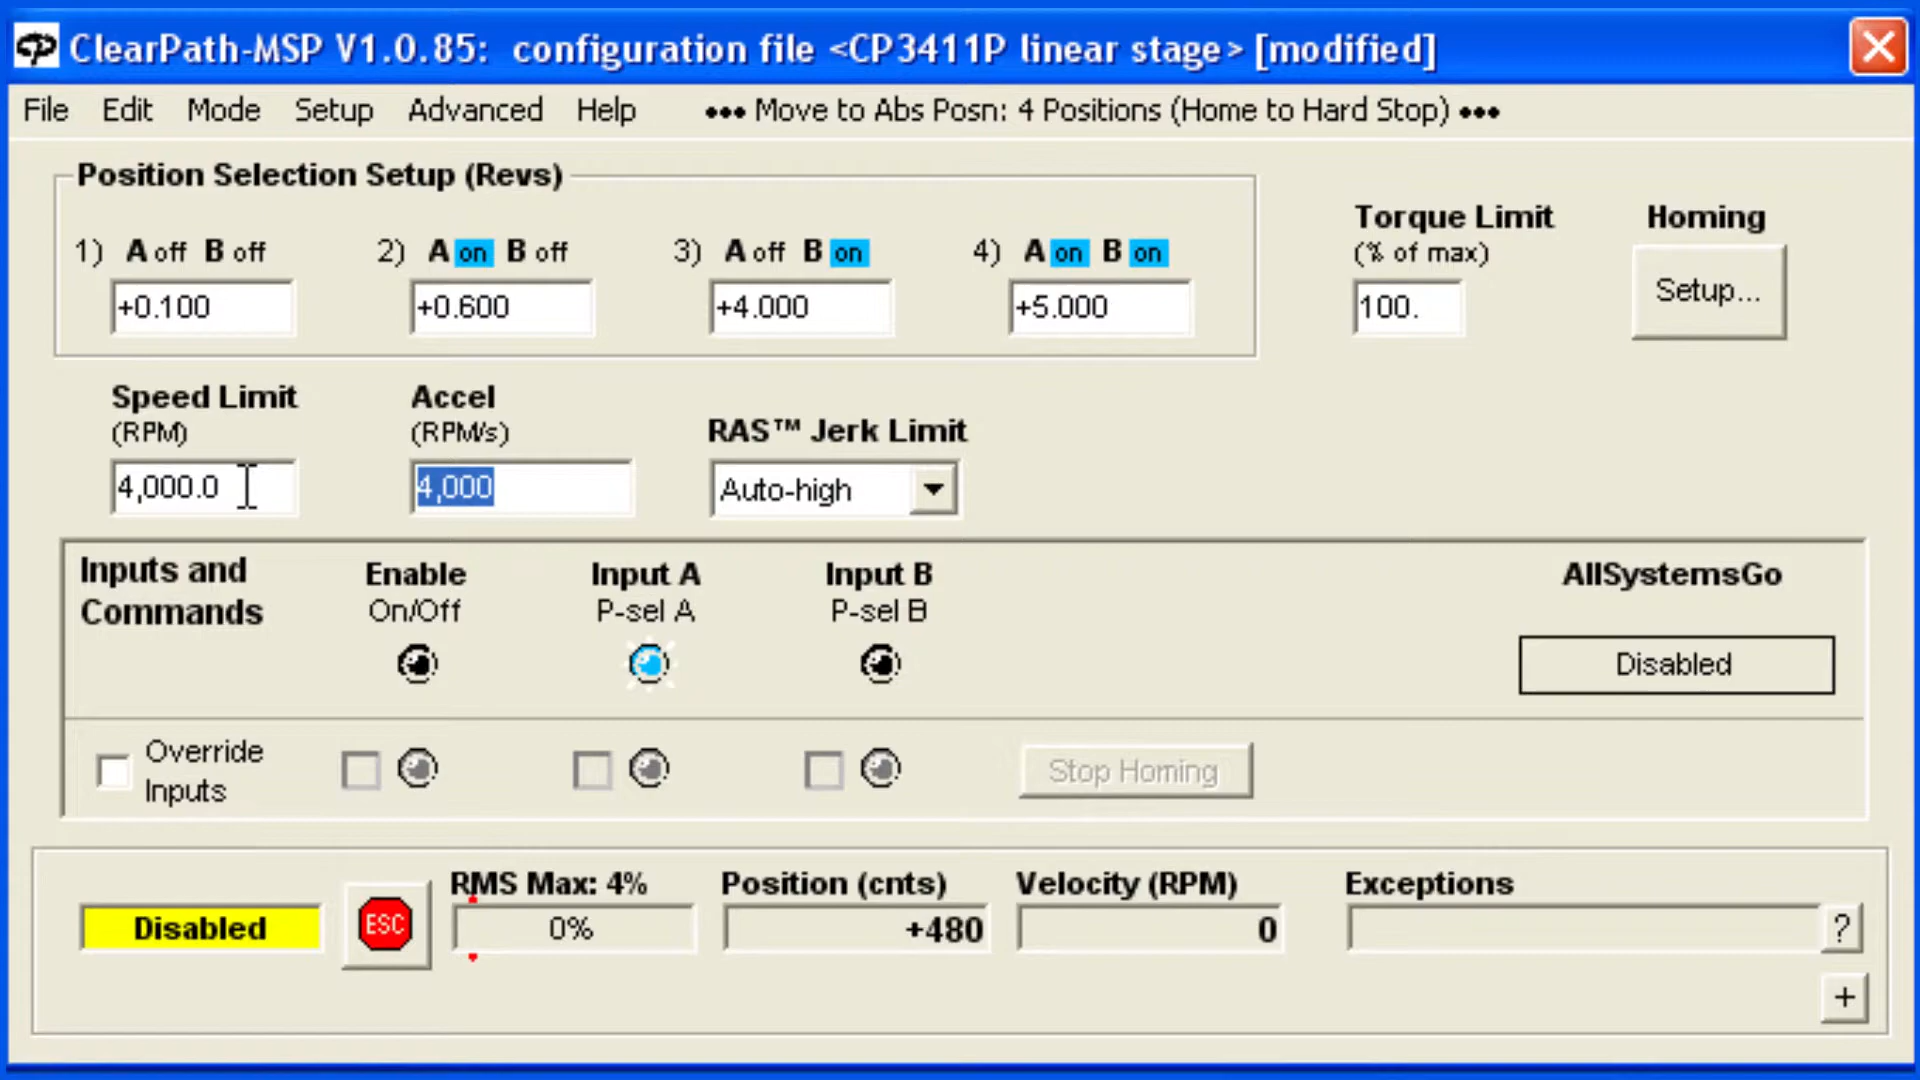 ClearPath-MSP V1.0.85: configuration file <CP3411P linear stage> [modified]
File Edit Mode Setup Advanced Help ••• Move to Abs Posn: 4 Positions (Home to Hard Stop) •••
Position Selection Setup (Revs)
1) A off B off 2) A on B off 3) A off B on 4) A on B on
+0.100 +0.600 +4.000 +5.000
Torque Limit
(% of max)
100.
Homing
Setup...
Speed Limit
(RPM)
4,000.0
Accel
(RPM/s)
4,000
RAS™ Jerk Limit
Auto-high
Inputs and
Commands
Enable
On/Off
Input A
P-sel A
Input B
P-sel B
AllSystemsGo
Disabled
Override
Inputs
Stop Homing
Disabled
ESC
RMS Max: 4%
0%
Position (cnts)
+480
Velocity (RPM)
0
Exceptions
?
+